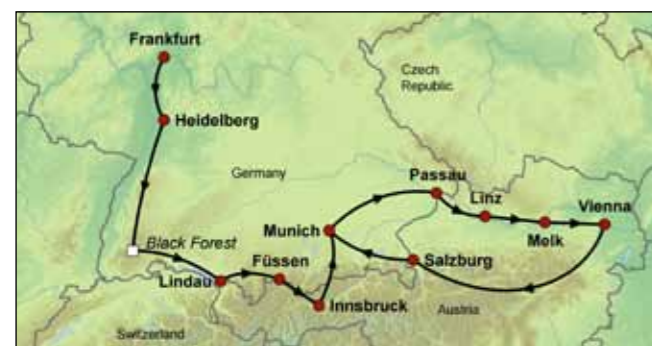 Frankfurt
Czech
Republic
Heidelberg
Germany
Passau
Linz
Vienna
Munich
Melk
Black Forest
Füssen
Salzburg
Lindau
Innsbruck
Austria
Switzerland